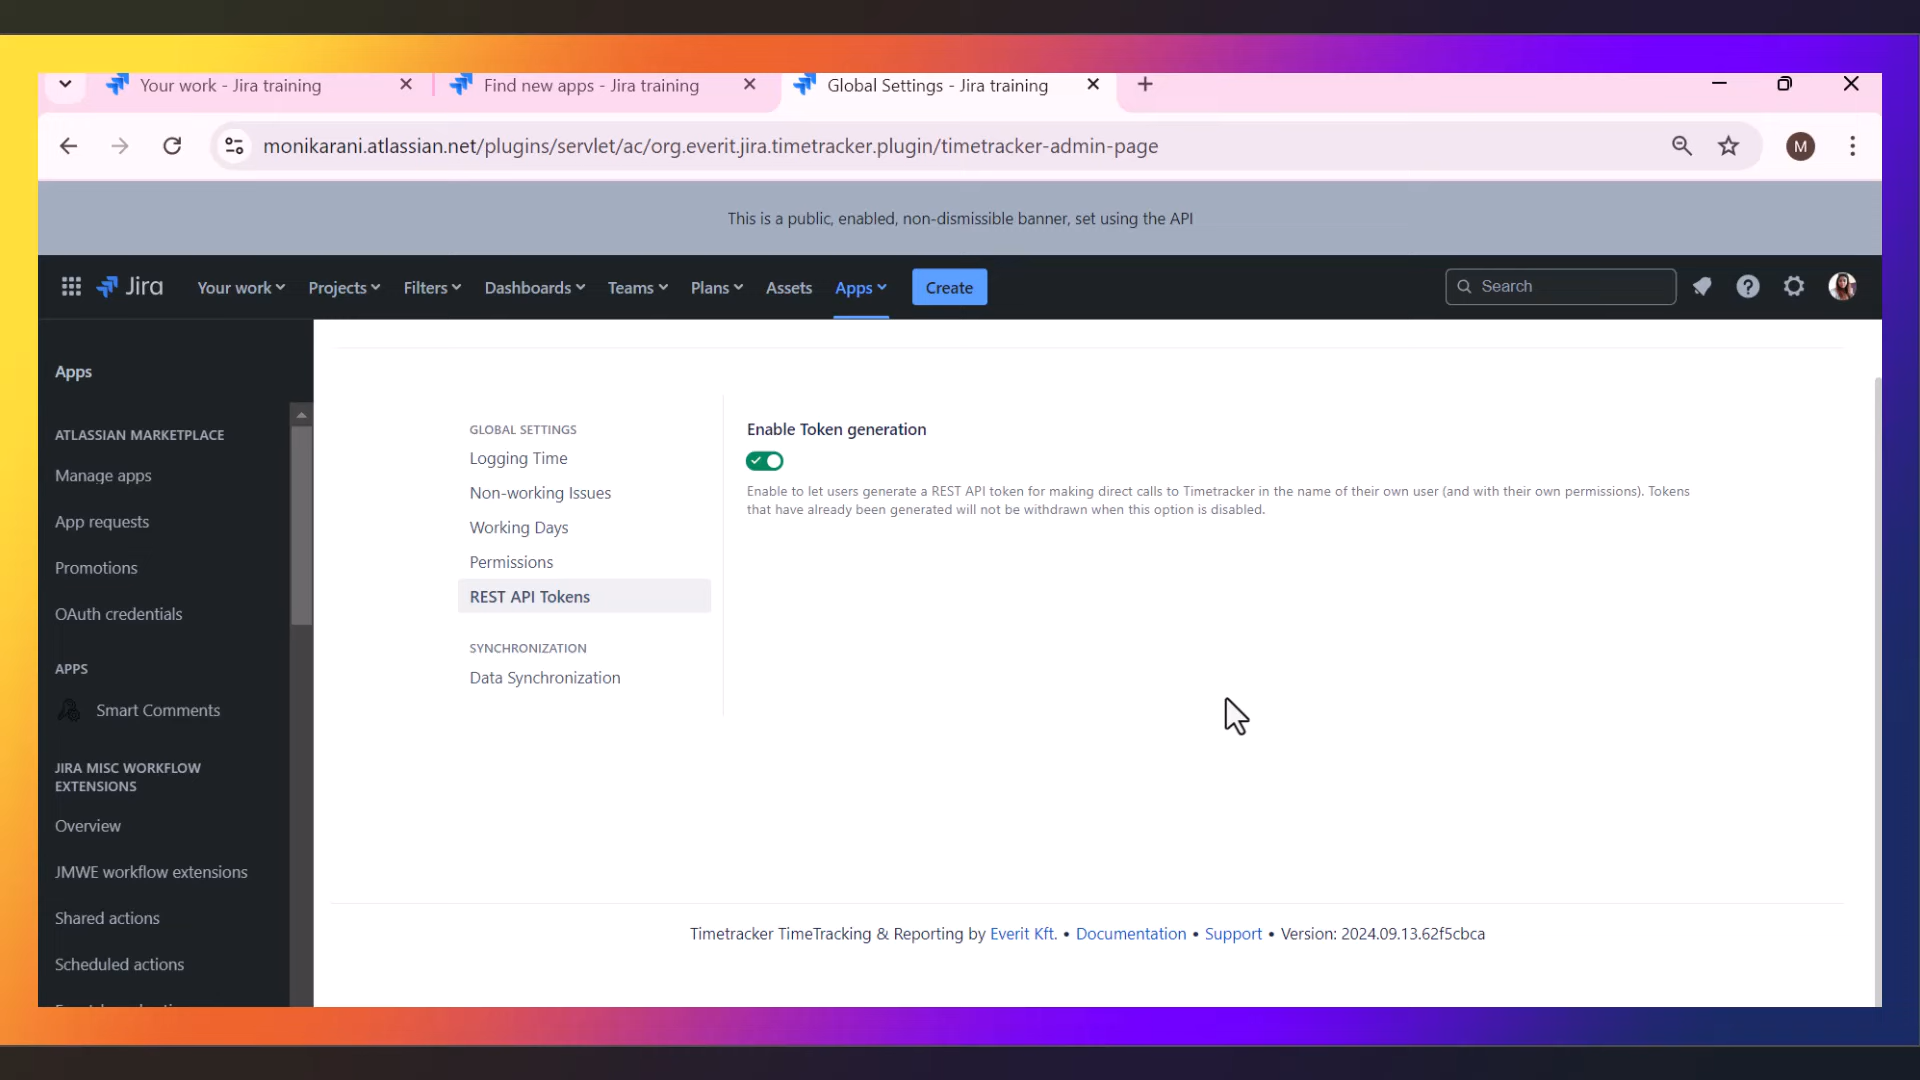 Your work - Jira training
Find new apps - Jira training
Global Settings - Jira training
monikarani.atlassian.net/plugins/servlet/ac/org.everit.jira.timetracker.plugin/timetracker-admin-page
M
This is a public, enabled, non-dismissible banner, set using the API
Jira
Your work
Projects
Filters
Dashboards
Teams
Plans
Assets
Apps
Create
Search
Apps
ATLASSIAN MARKETPLACE
Manage apps
App requests
Promotions
OAuth credentials
APPS
Smart Comments
JIRA MISC WORKFLOW
EXTENSIONS
Overview
JMWE workflow extensions
Shared actions
Scheduled actions
GLOBAL SETTINGS
Logging Time
Non-working Issues
Working Days
Permissions
REST API Tokens
SYNCHRONIZATION
Data Synchronization
Enable Token generation
Enable to let users generate a REST API token for making direct calls to Timetracker in the name of their own user (and with their own permissions). Tokens
that have already been generated will not be withdrawn when this option is disabled.
Timetracker TimeTracking & Reporting by Everit Kft. • Documentation • Support • Version: 2024.09.13.62f5cbca